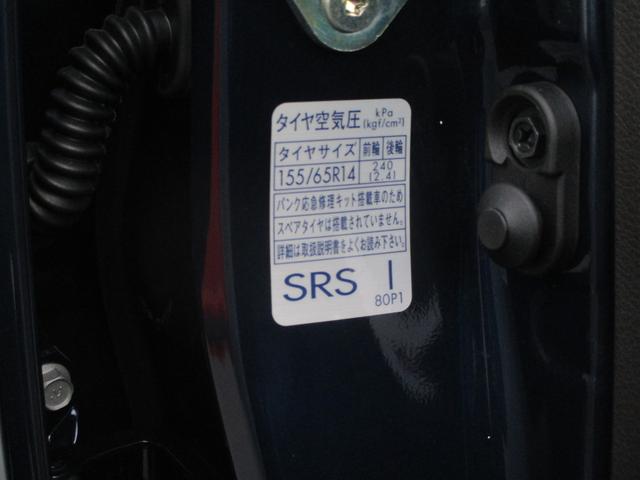 タイヤ空気圧 kPa
(kgf/cm²)
タイヤサイズ 前輪 後輪
155/65R14 240
(2.4)
パンク応急修理キット搭載車のため
スペアタイヤは搭載されていません。
詳細は取扱説明書をよくお読み下さい。
SRS I
80P1